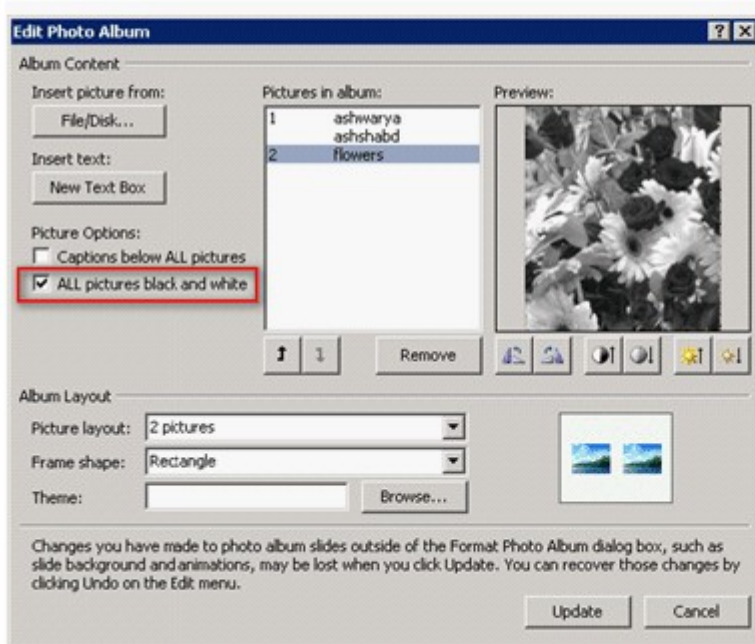 Edit Photo Album
Album Content
Insert picture from:
File/Disk...
Insert text:
New Text Box
Picture Options:
Captions below ALL pictures
ALL pictures black and white
Pictures in album:
1 ashwarya
ashshabd
2 flowers
Remove
Preview:
Album Layout
Picture layout: 2 pictures
Frame shape: Rectangle
Theme:
Browse...
Changes you have made to photo album slides outside of the Format Photo Album dialog box, such as
slide background and animations, may be lost when you click Update. You can recover those changes by
clicking Undo on the Edit menu.
Update
Cancel